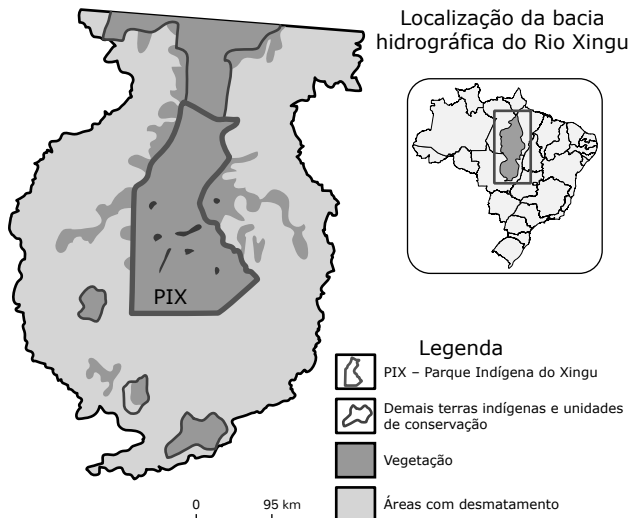 Localização da bacia
hidrográfica do Rio Xingu
PIX
Legenda
PIX – Parque Indígena do Xingu
Demais terras indígenas e unidades
de conservação
Vegetação
Áreas com desmatamento
0 95 km